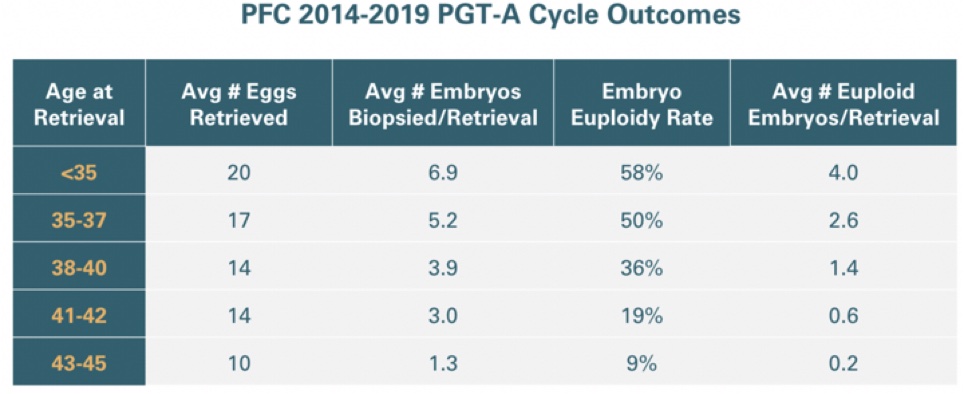 PFC 2014-2019 PGT-A Cycle Outcomes
Age at Retrieval Avg # Eggs Retrieved Avg # Embryos Biopsied/Retrieval Embryo Euploidy Rate Avg # Euploid Embryos/Retrieval
<35 20 6.9 58% 4.0
35-37 17 5.2 50% 2.6
38-40 14 3.9 36% 1.4
41-42 14 3.0 19% 0.6
43-45 10 1.3 9% 0.2